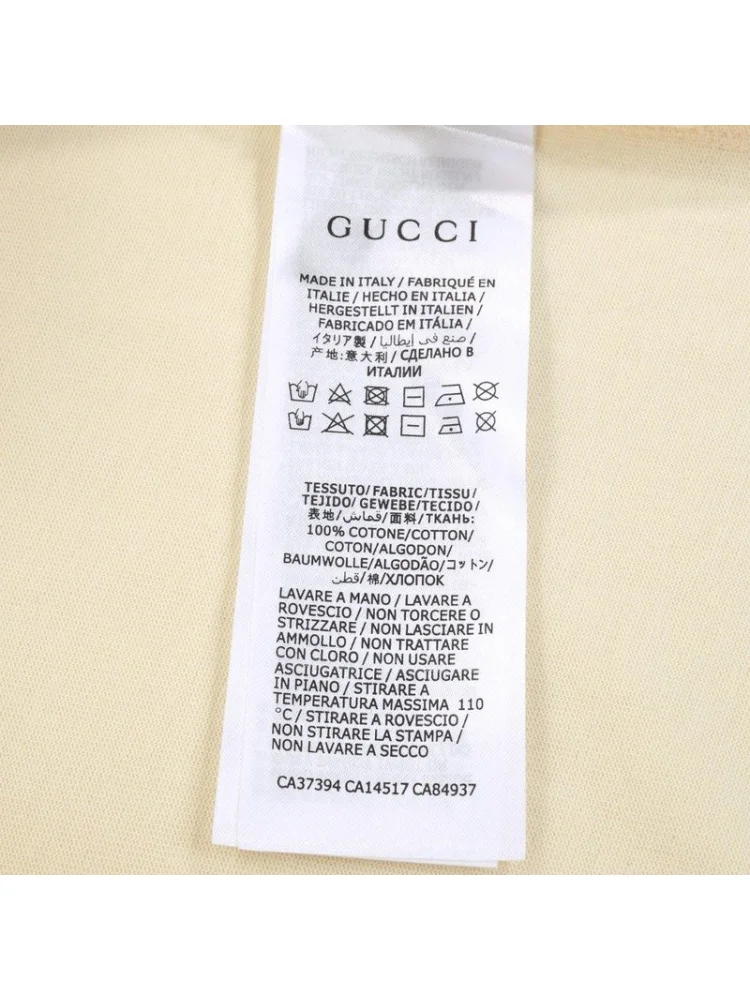 GUCCI
MADE IN ITALY / FABRIQUÉ EN
ITALIE / HECHO EN ITALIA /
HERGESTELLT IN ITALIEN /
FABRICADO EM ITÁLIA /
イタリア製 / صنع في إيطاليا /
产地:意大利 / СДЕЛАНО В
ИТАЛИИ
TESSUTO/FABRIC/TISSU/
TEJIDO/ GEWEBE/TECIDO/
表地/قماش/面料/ТКАНЬ:
100% COTONE/COTTON/
COTON/ALGODON/
BAUMWOLLE/ALGODÃO/コットン/
قطن/棉/ХЛОПОК
LAVARE A MANO / LAVARE A
ROVESCIO / NON TORCERE O
STRIZZARE / NON LASCIARE IN
AMMOLLO / NON TRATTARE
CON CLORO / NON USARE
ASCIUGATRICE / ASCIUGARE
IN PIANO / STIRARE A
TEMPERATURA MASSIMA 110
°C / STIRARE A ROVESCIO /
NON STIRARE LA STAMPA /
NON LAVARE A SECCO
CA37394 CA14517 CA84937